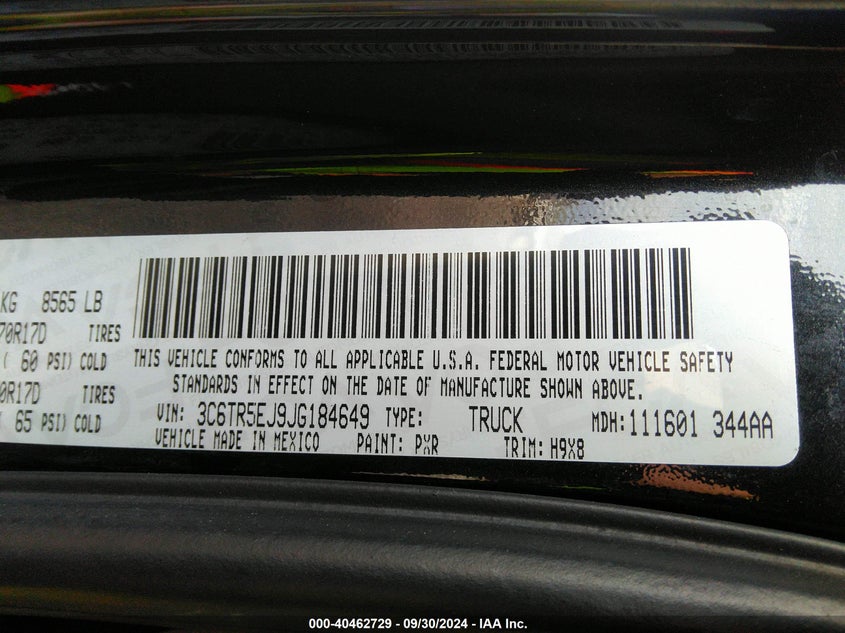 KG 8565 LB
70R17D TIRES
( 60 PSI) COLD
0R17D TIRES
( 65 PSI) COLD
THIS VEHICLE CONFORMS TO ALL APPLICABLE U.S.A. FEDERAL MOTOR VEHICLE SAFETY
STANDARDS IN EFFECT ON THE DATE OF MANUFACTURE SHOWN ABOVE.
VIN: 3C6TR5EJ9JG184649 TYPE: TRUCK MDH: 111601 344AA
VEHICLE MADE IN MEXICO PAINT: PXR TRIM: H9X8
000-40462729 - 09/30/2024 - IAA Inc.